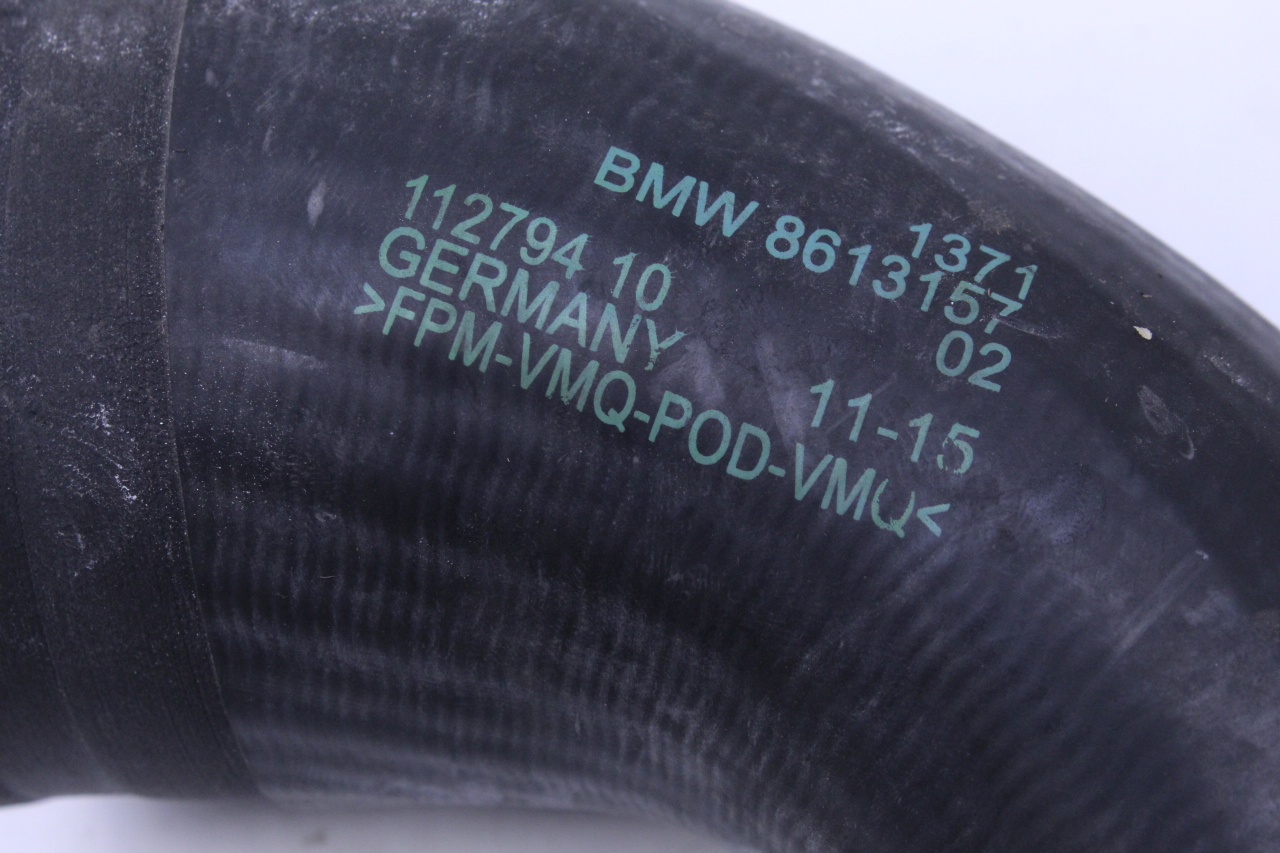 1371
BMW 8613157
02
112794 10
GERMANY
11-15
>FPM-VMQ-POD-VMQ<